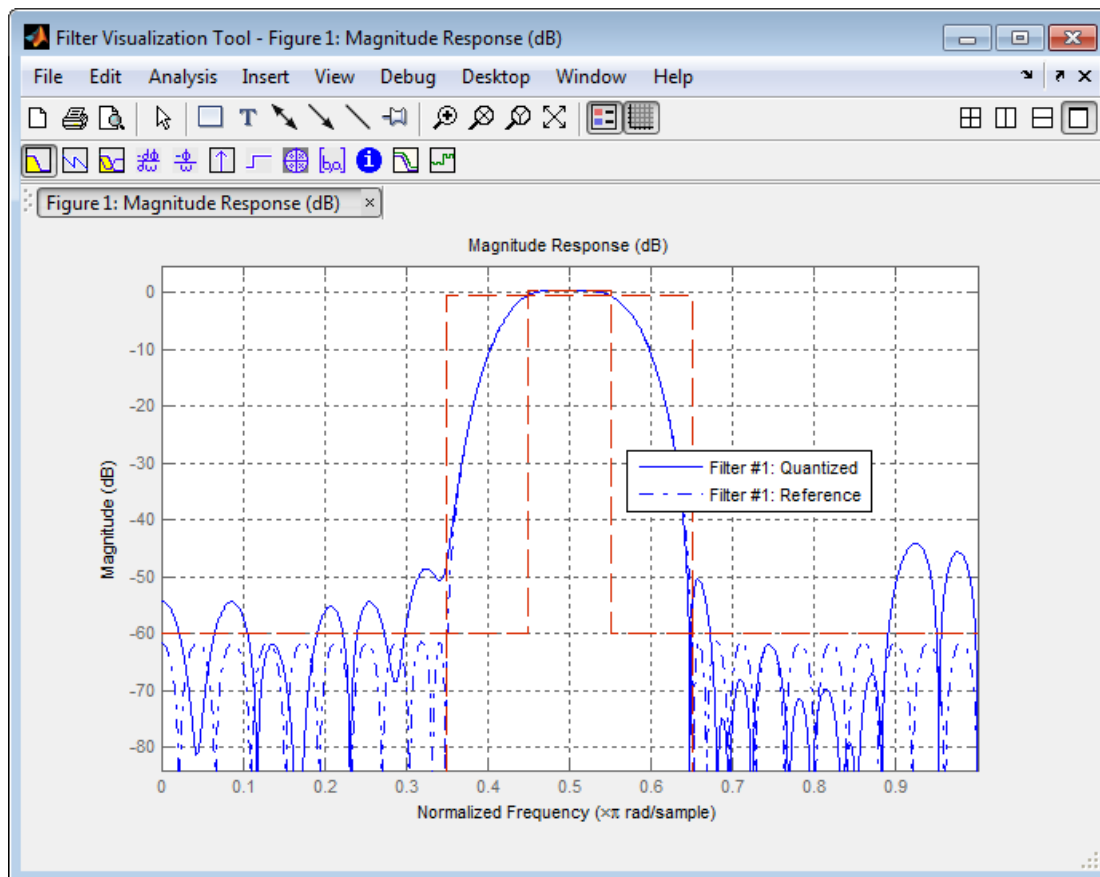 Filter Visualization Tool - Figure 1: Magnitude Response (dB)
File Edit Analysis Insert View Debug Desktop Window Help
Figure 1: Magnitude Response (dB)
Magnitude Response (dB)
0
-10
-20
-30
-40
-50
-60
-70
-80
Magnitude (dB)
Filter #1: Quantized
Filter #1: Reference
0 0.1 0.2 0.3 0.4 0.5 0.6 0.7 0.8 0.9
Normalized Frequency (×π rad/sample)